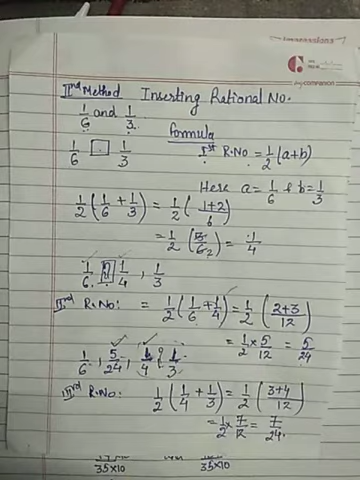 IInd Method Inserting Rational No.
1/6 and 1/3
Formula
1/6 □ 1/3 Ist R.No = 1/2 (a+b)
Here a = 1/6 & b = 1/3
1/2 (1/6 + 1/3) = 1/2 (1+2/6)
= 1/2 (3/6 2) = 1/4
1/6, ?, 1/4, 1/3
IInd R.No: = 1/2 (1/6 + 1/4) = 1/2 (2+3/12)
= 1/2 × 5/12 = 5/24
1/6, 5/24, 1/4, ?, 1/3
IIIrd R.No: 1/2 (1/4 + 1/3) = 1/2 (3+4/12)
= 1/2 × 7/12 = 7/24.
35×10 35×10